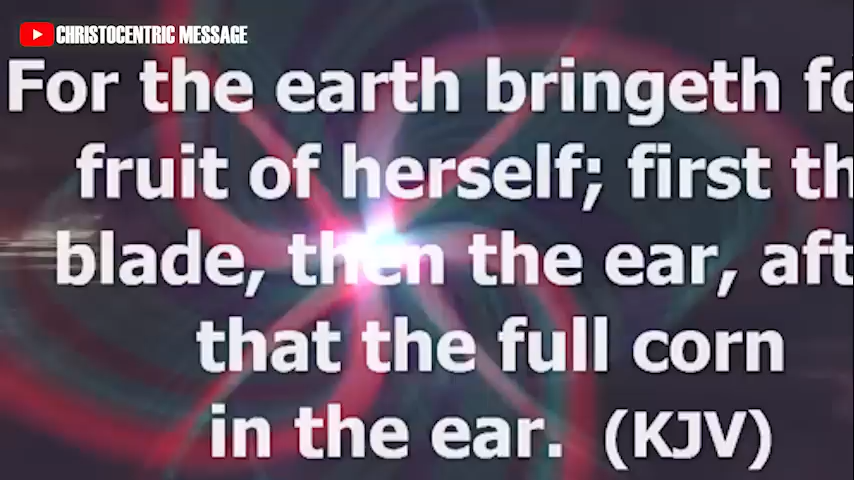 CHRISTOCENTRIC MESSAGE
For the earth bringeth fo
fruit of herself; first th
blade, then the ear, aft
that the full corn
in the ear. (KJV)